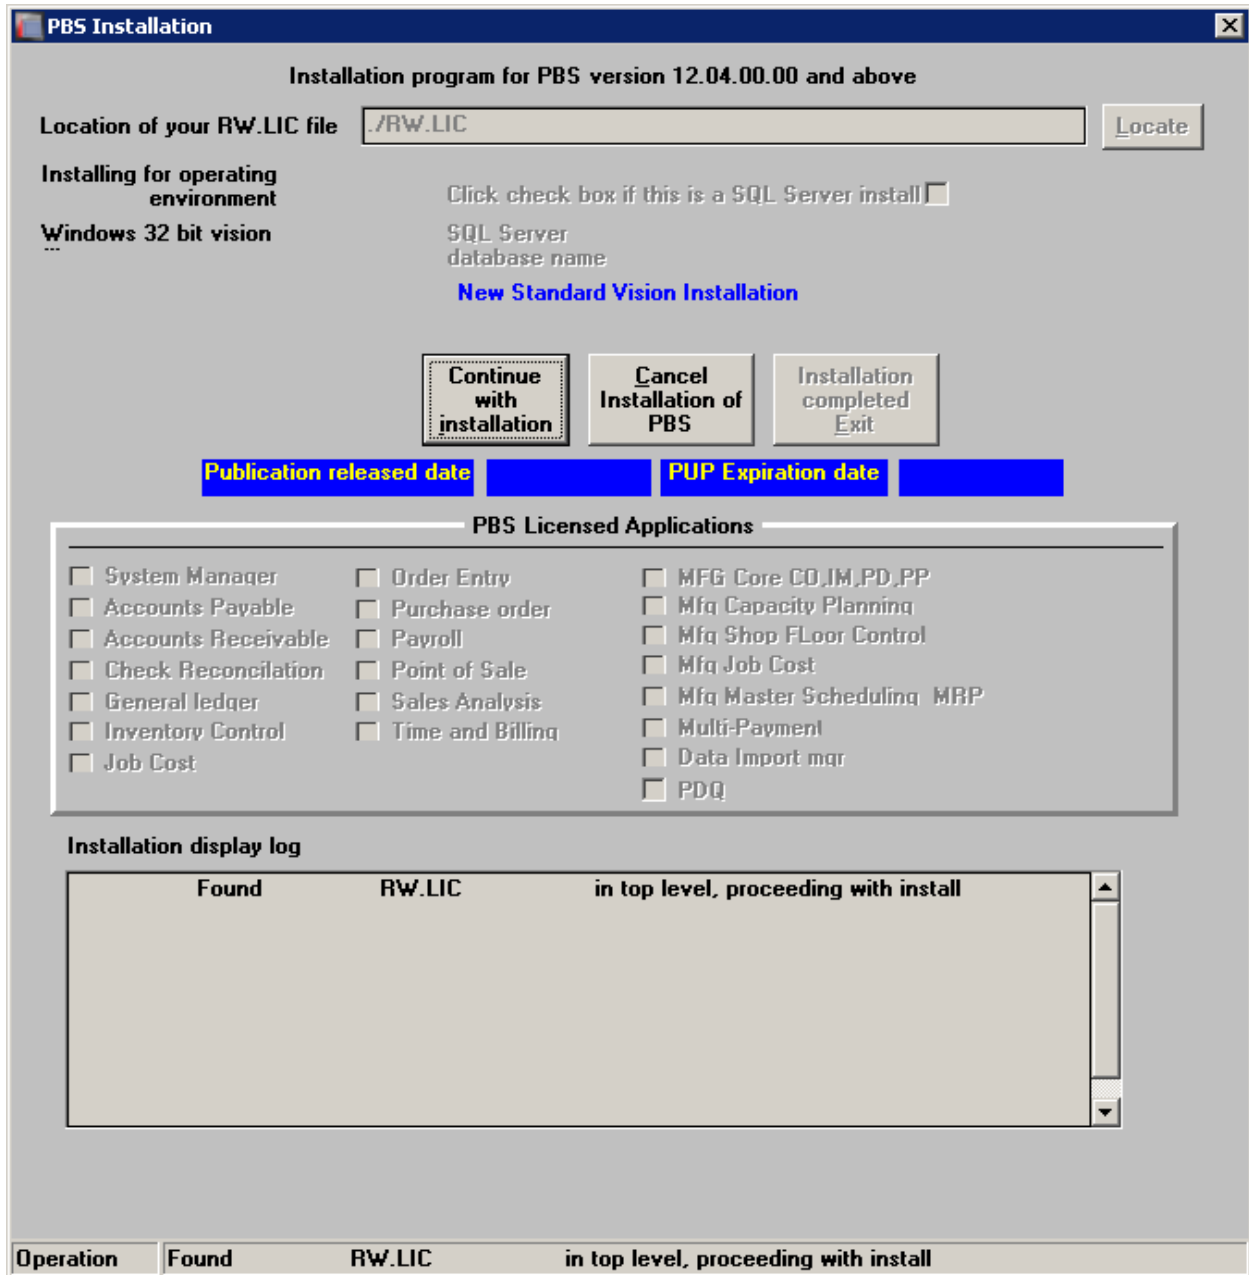 PBS Installation
Installation program for PBS version 12.04.00.00 and above
Location of your RW.LIC file ./RW.LIC Locate
Installing for operating
environment
Click check box if this is a SQL Server install
Windows 32 bit vision
SQL Server
database name
New Standard Vision Installation
Continue
with
installation
Cancel
Installation of
PBS
Installation
completed
Exit
Publication released date
PUP Expiration date
PBS Licensed Applications
System Manager
Accounts Payable
Accounts Receivable
Check Reconcilation
General ledger
Inventory Control
Job Cost
Order Entry
Purchase order
Payroll
Point of Sale
Sales Analysis
Time and Billing
MFG Core CO,IM,PD,PP
Mfg Capacity Planning
Mfg Shop FLoor Control
Mfg Job Cost
Mfg Master Scheduling MRP
Multi-Payment
Data Import mgr
PDQ
Installation display log
Found RW.LIC in top level, proceeding with install
Operation Found RW.LIC in top level, proceeding with install